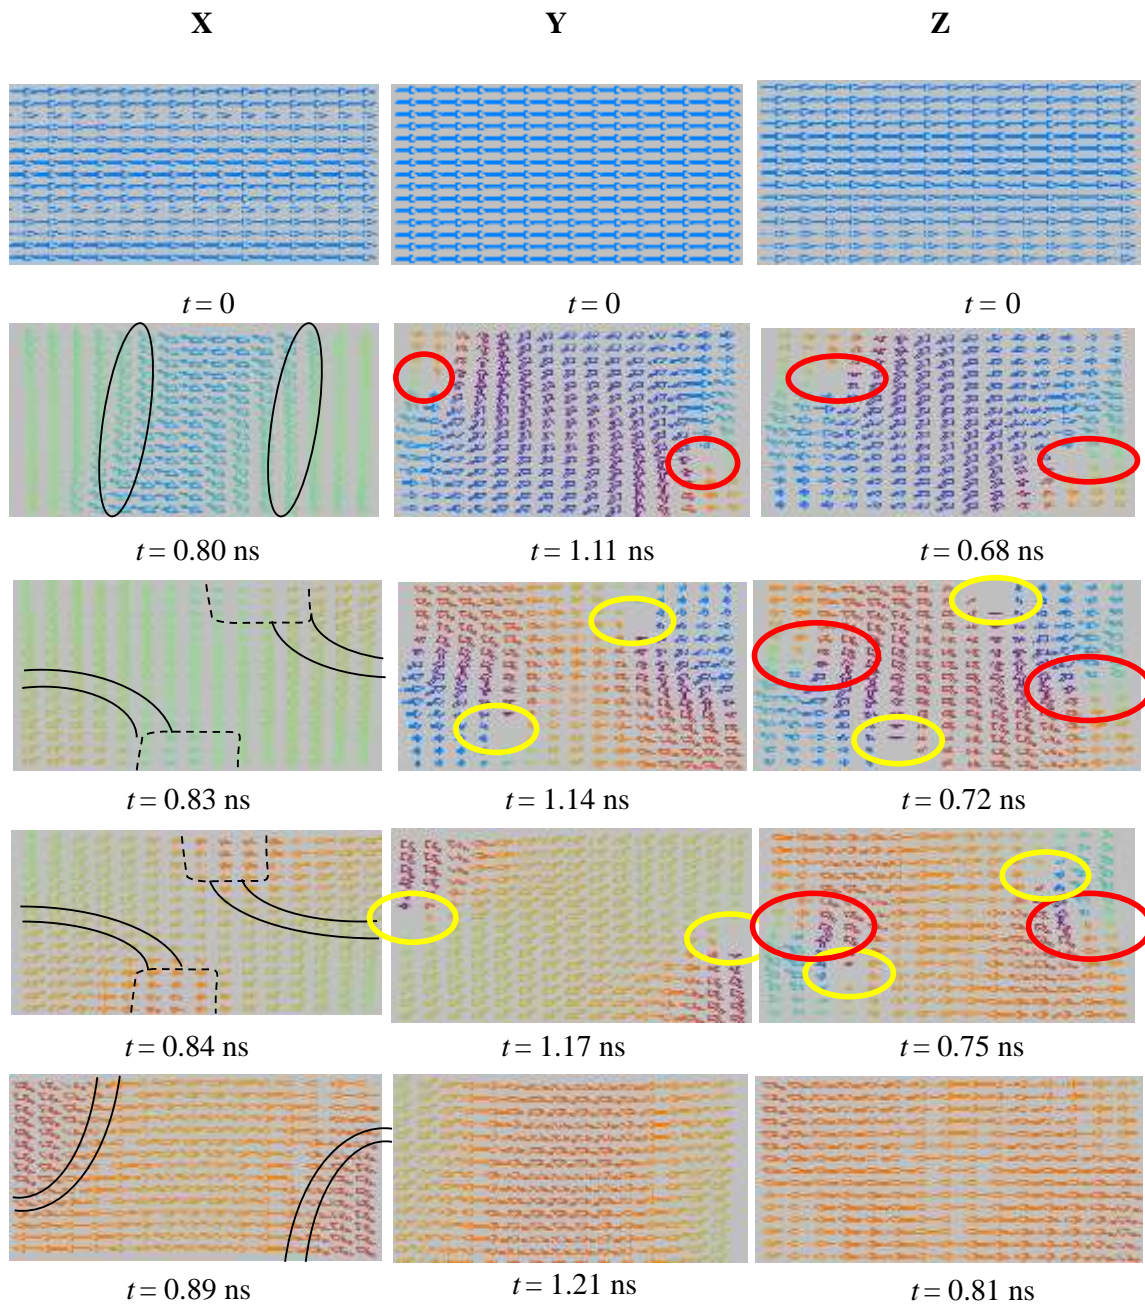 X Y Z
t = 0 t = 0 t = 0
t = 0.80 ns t = 1.11 ns t = 0.68 ns
t = 0.83 ns t = 1.14 ns t = 0.72 ns
t = 0.84 ns t = 1.17 ns t = 0.75 ns
t = 0.89 ns t = 1.21 ns t = 0.81 ns